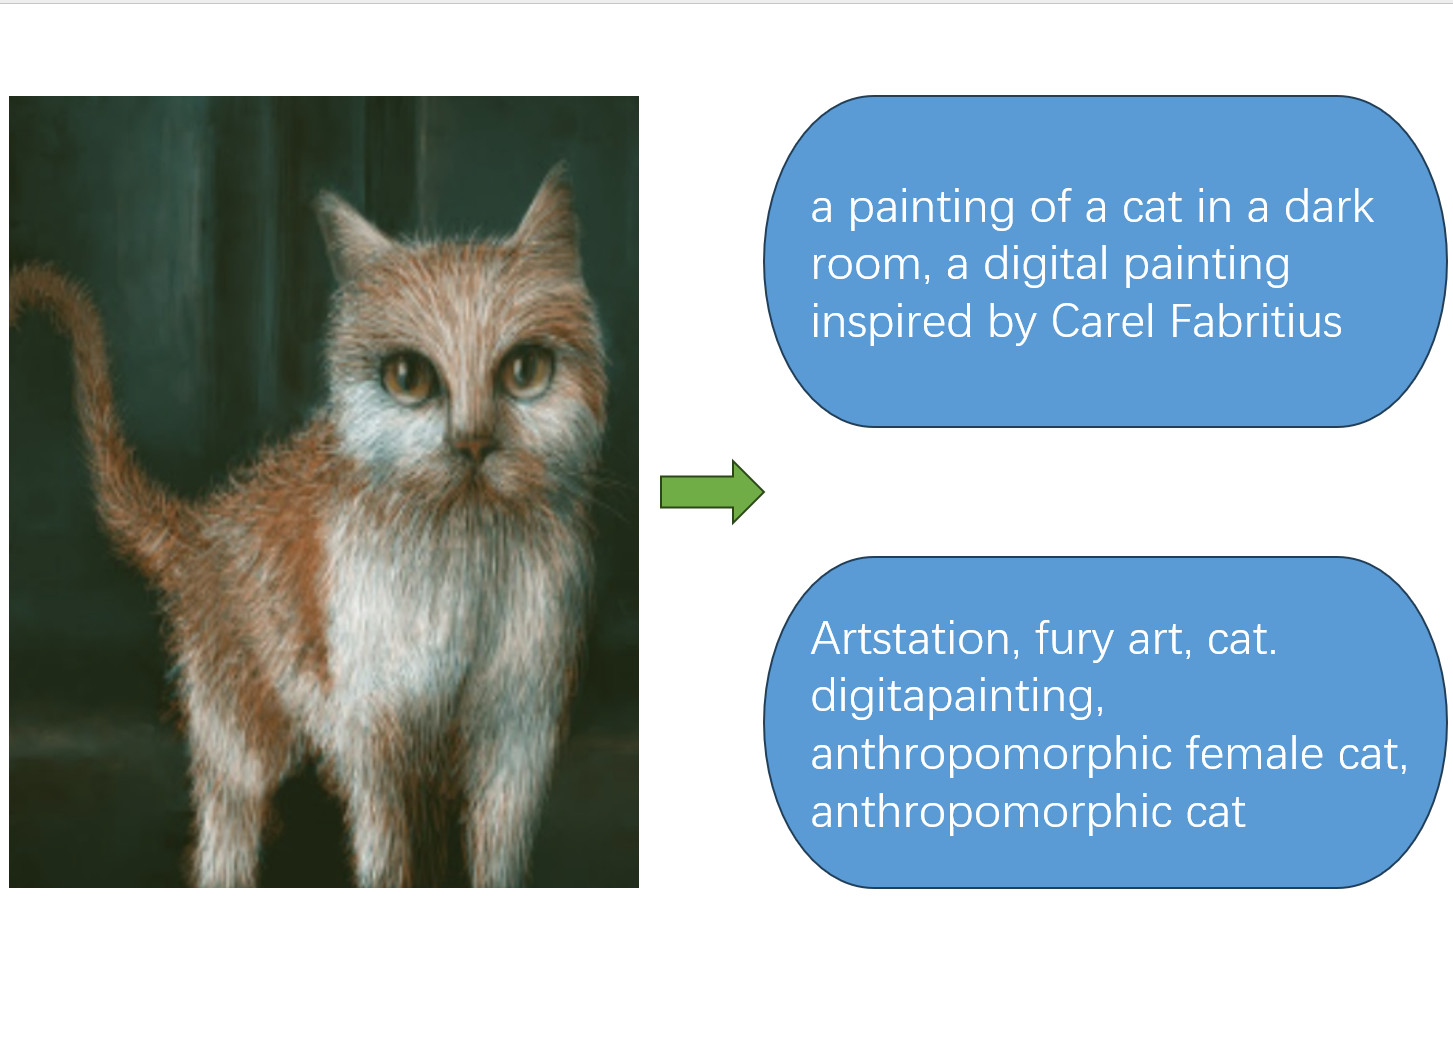 a painting of a cat in a dark
room, a digital painting
inspired by Carel Fabritius
Artstation, fury art, cat.
digitapainting,
anthropomorphic female cat,
anthropomorphic cat